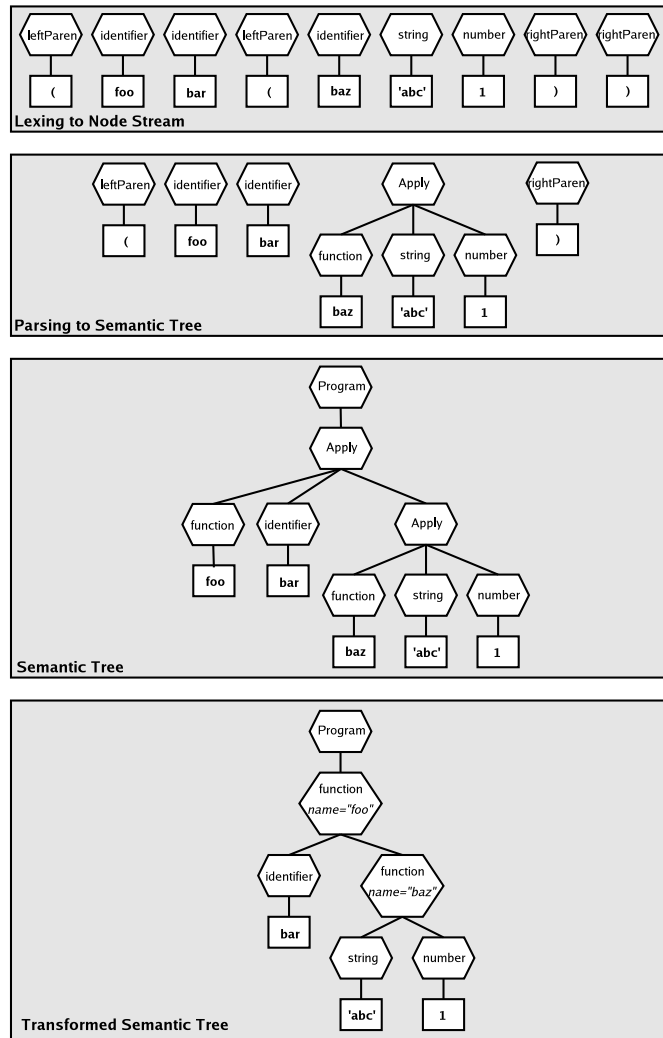 leftParen identifier identifier leftParen identifier string number rightParen rightParen
( foo bar ( baz 'abc' 1 ) )
Lexing to Node Stream
leftParen identifier identifier Apply rightParen
( foo bar )
function string number
baz 'abc' 1
Parsing to Semantic Tree
Program
Apply
function identifier Apply
foo bar
function string number
baz 'abc' 1
Semantic Tree
Program
function
name="foo"
identifier function
name="baz"
bar
string number
'abc' 1
Transformed Semantic Tree